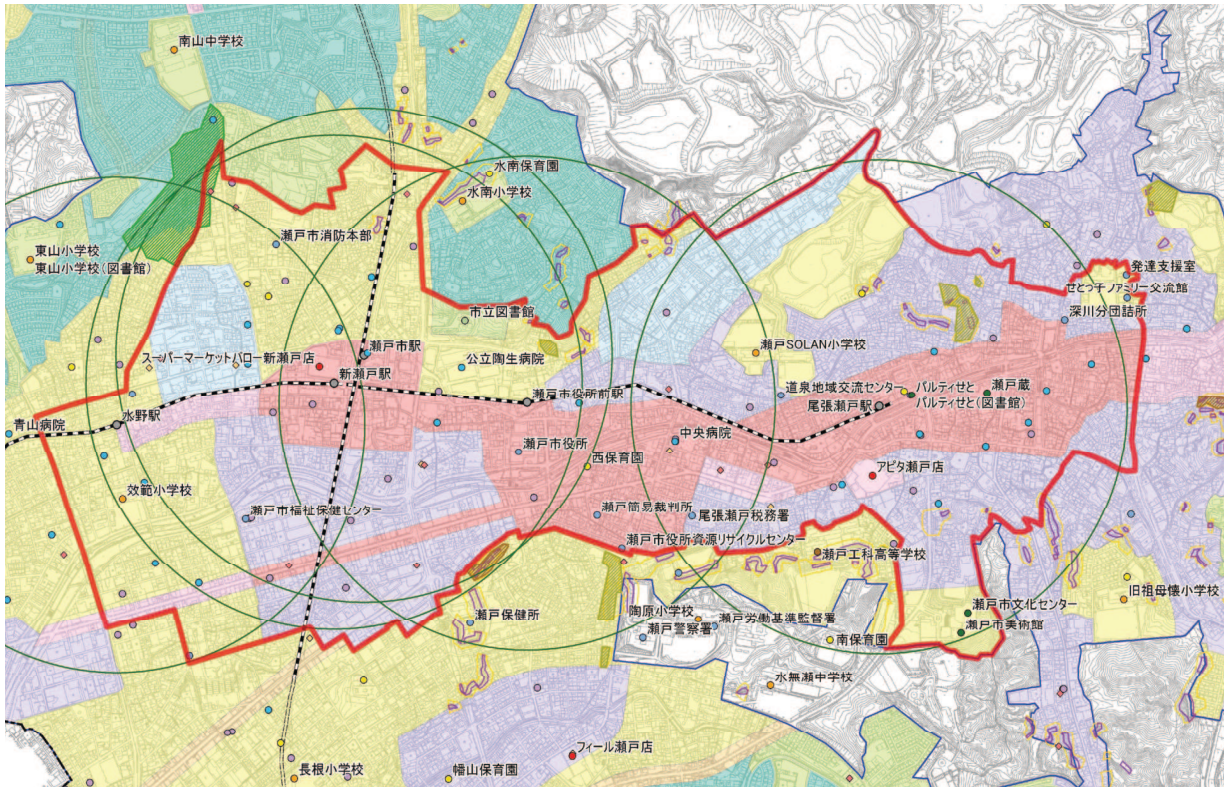 南山中学校
水南保育園
水南小学校
瀬戸市消防本部
東山小学校
東山小学校(図書館)
発達支援室
せとっ子ファミリー交流館
深川分団詰所
市立図書館
瀬戸市駅
スーパーマーケットバロー新瀬戸店
公立陶生病院
瀬戸SOLAN小学校
新瀬戸駅
道泉地域交流センター
パルティせと
瀬戸蔵
瀬戸市役所前駅
パルティせと(図書館)
尾張瀬戸駅
水野駅
青山病院
瀬戸市役所
中央病院
西保育園
アピタ瀬戸店
効範小学校
瀬戸市福祉保健センター
瀬戸簡易裁判所
尾張瀬戸税務署
瀬戸市役所資源リサイクルセンター
瀬戸工科高等学校
旧祖母懐小学校
瀬戸保健所
陶原小学校
瀬戸労働基準監督署
瀬戸警察署
南保育園
瀬戸市文化センター
瀬戸市美術館
水無瀬中学校
フィール瀬戸店
長根小学校
幡山保育園